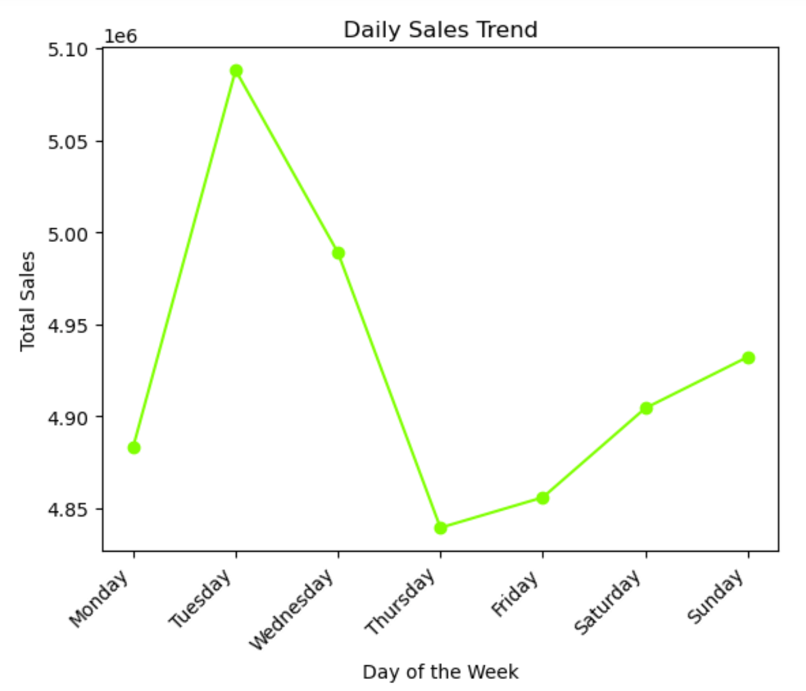 Daily Sales Trend
1e6
5.10
5.05
5.00
4.95
4.90
4.85
Total Sales
Monday
Tuesday
Wednesday
Thursday
Friday
Saturday
Sunday
Day of the Week